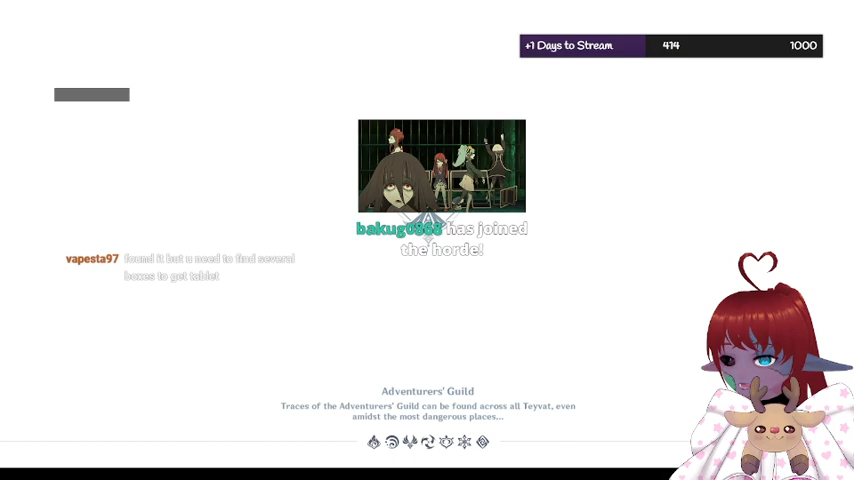 +1 Days to Stream 414 1000
bakug0868 has joined
the horde!
vapesta97 found it but u need to find several
boxes to get tablet
Adventurers' Guild
Traces of the Adventurers' Guild can be found across all Teyvat, even
amidst the most dangerous places...